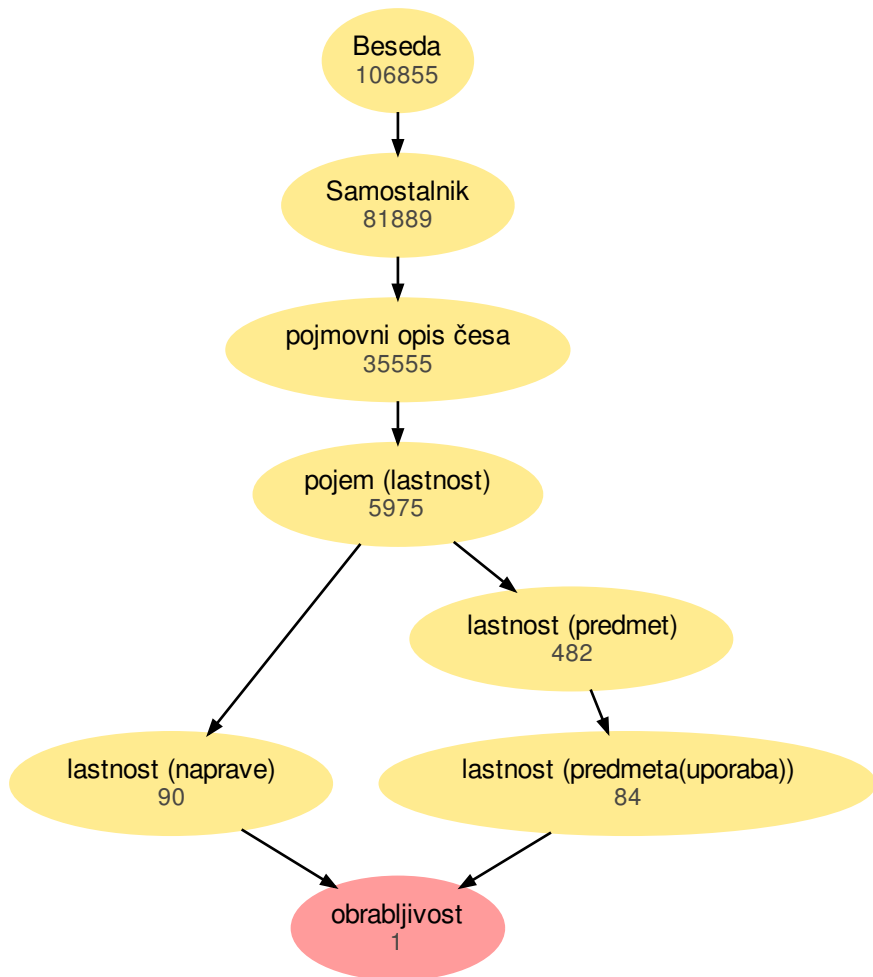 Beseda
106855
Samostalnik
81889
pojmovni opis česa
35555
pojem (lastnost)
5975
lastnost (predmet)
482
lastnost (naprave)
90
lastnost (predmeta(uporaba))
84
obrabljivost
1